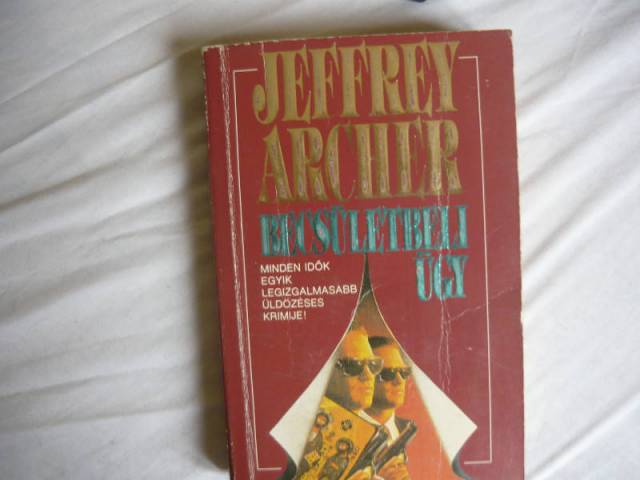 JEFFREY
ARCHER
BECSÜLETBELI
ÜGY
MINDEN IDŐK
EGYIK
LEGIZGALMASABB
ÜLDÖZÉSES
KRIMIJE!